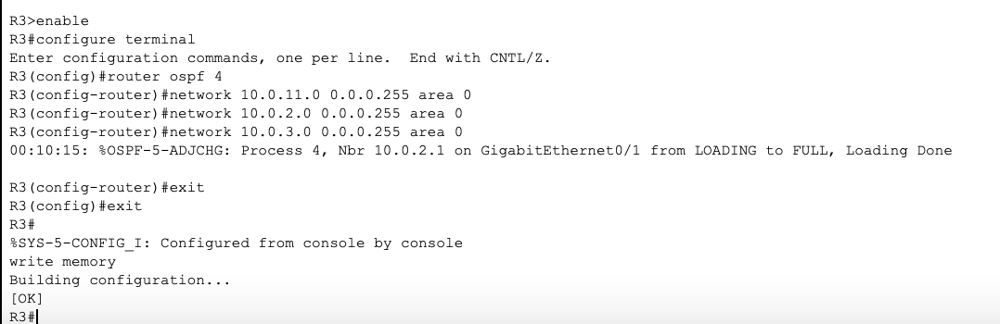 R3>enable
R3#configure terminal
Enter configuration commands, one per line.  End with CNTL/Z.
R3(config)#router ospf 4
R3(config-router)#network 10.0.11.0 0.0.0.255 area 0
R3(config-router)#network 10.0.2.0 0.0.0.255 area 0
R3(config-router)#network 10.0.3.0 0.0.0.255 area 0
00:10:15: %OSPF-5-ADJCHG: Process 4, Nbr 10.0.2.1 on GigabitEthernet0/1 from LOADING to FULL, Loading Done
R3(config-router)#exit
R3(config)#exit
R3#
%SYS-5-CONFIG_I: Configured from console by console
write memory
Building configuration...
[OK]
R3#